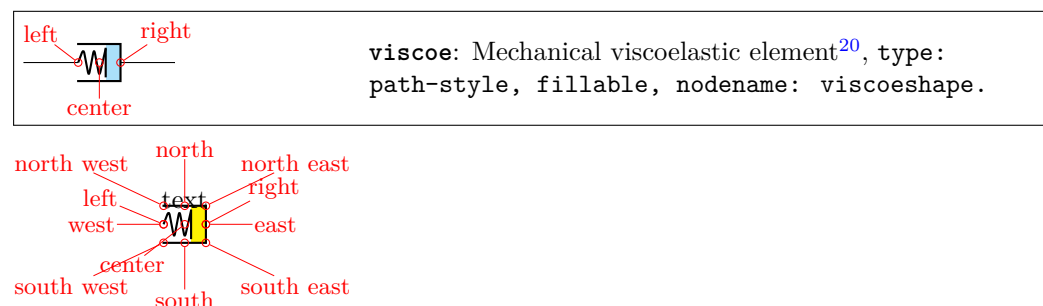 left
right
center
viscoe: Mechanical viscoelastic element20, type:
path-style, fillable, nodename: viscoeshape.
north west
north
north east
left
text
right
west
east
center
south west
south
south east